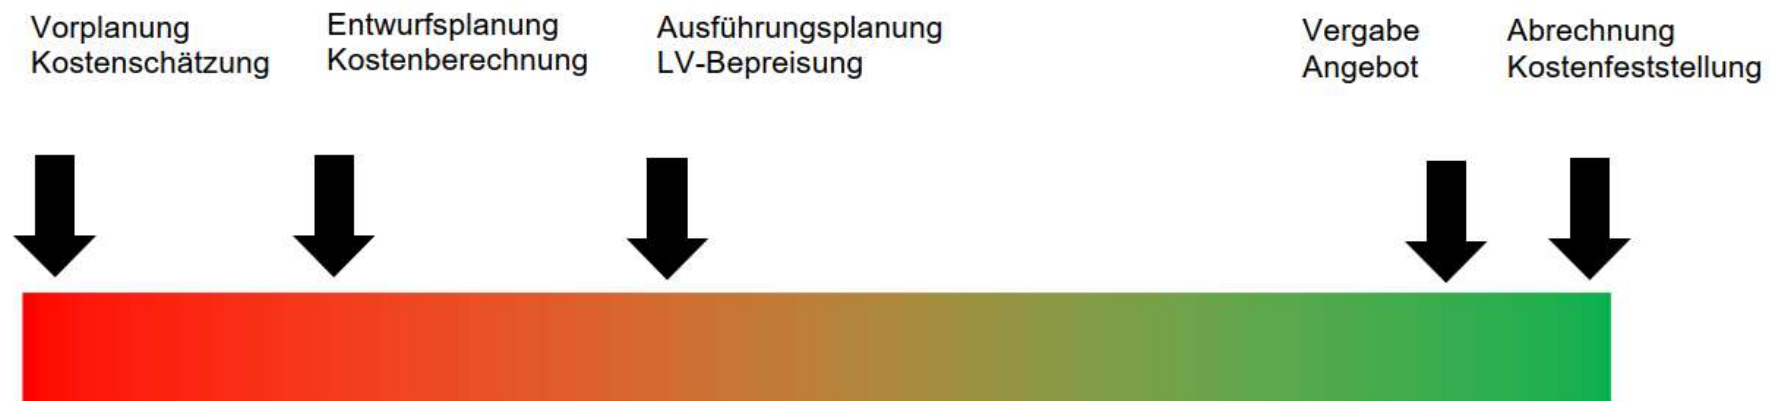 Vorplanung
Kostenschätzung
Entwurfsplanung
Kostenberechnung
Ausführungsplanung
LV-Bepreisung
Vergabe
Angebot
Abrechnung
Kostenfeststellung